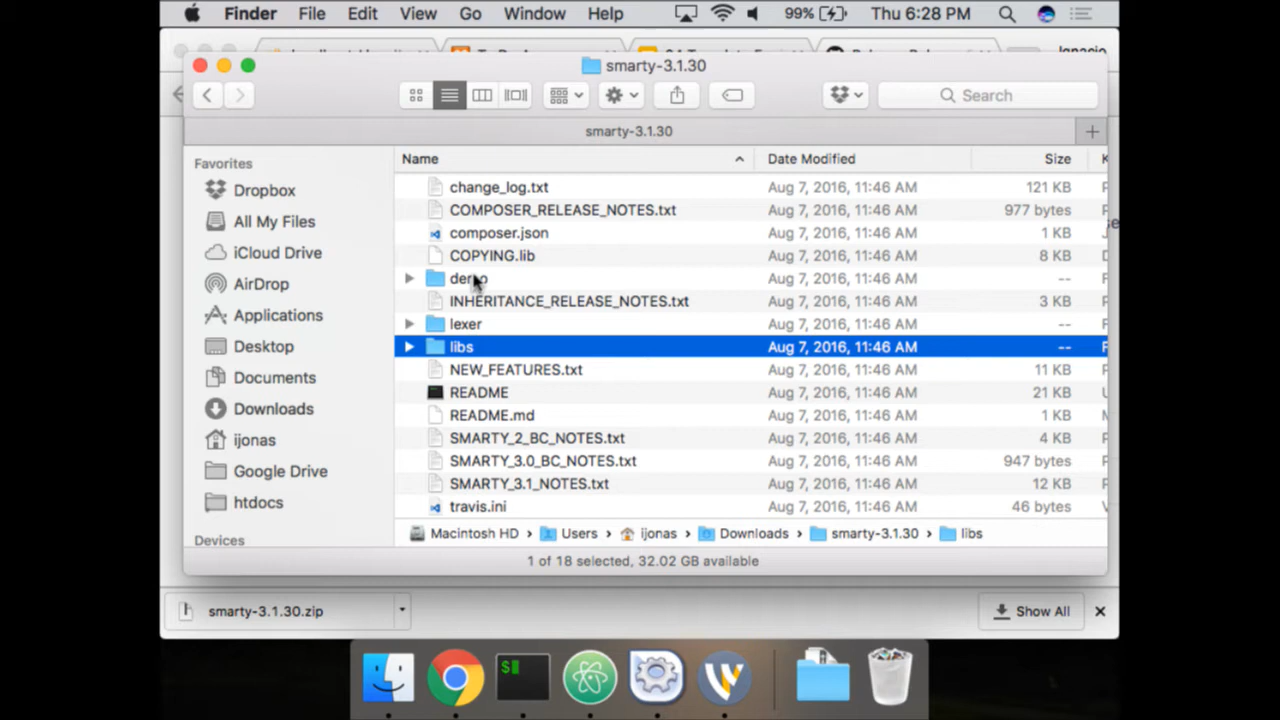 Finder File Edit View Go Window Help 99% Thu 6:28 PM
Ignacio
smarty-3.1.30
Search
smarty-3.1.30
Favorites
Dropbox
All My Files
iCloud Drive
AirDrop
Applications
Desktop
Documents
Downloads
ijonas
Google Drive
htdocs
Devices
Name Date Modified Size
change_log.txt Aug 7, 2016, 11:46 AM 121 KB
COMPOSER_RELEASE_NOTES.txt Aug 7, 2016, 11:46 AM 977 bytes
composer.json Aug 7, 2016, 11:46 AM 1 KB
COPYING.lib Aug 7, 2016, 11:46 AM 8 KB
demo Aug 7, 2016, 11:46 AM --
INHERITANCE_RELEASE_NOTES.txt Aug 7, 2016, 11:46 AM 3 KB
lexer Aug 7, 2016, 11:46 AM --
libs Aug 7, 2016, 11:46 AM --
NEW_FEATURES.txt Aug 7, 2016, 11:46 AM 11 KB
README Aug 7, 2016, 11:46 AM 21 KB
README.md Aug 7, 2016, 11:46 AM 1 KB
SMARTY_2_BC_NOTES.txt Aug 7, 2016, 11:46 AM 4 KB
SMARTY_3.0_BC_NOTES.txt Aug 7, 2016, 11:46 AM 947 bytes
SMARTY_3.1_NOTES.txt Aug 7, 2016, 11:46 AM 12 KB
travis.ini Aug 7, 2016, 11:46 AM 46 bytes
Macintosh HD › Users › ijonas › Downloads › smarty-3.1.30 › libs
1 of 18 selected, 32.02 GB available
smarty-3.1.30.zip
Show All
$